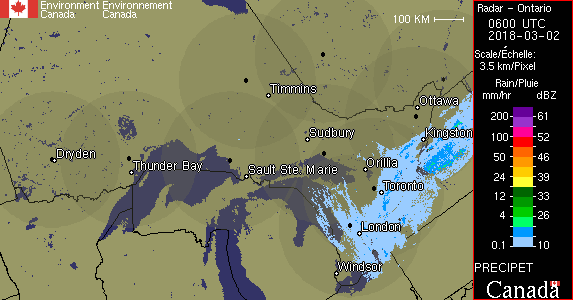 Environment Environnement
Canada Canada
100 KM
Timmins
Ottawa
Sudbury
Kingston
Dryden
Thunder Bay
Sault Ste. Marie
Orillia
Toronto
London
Windsor
Radar - Ontario
0600 UTC
2018-03-02
Scale/Échelle:
3.5 km/Pixel
Rain/Pluie
mm/hr dBZ
200 61
100 52
50 46
24 39
12 33
4 26
0.1 10
PRECIPET
Canada